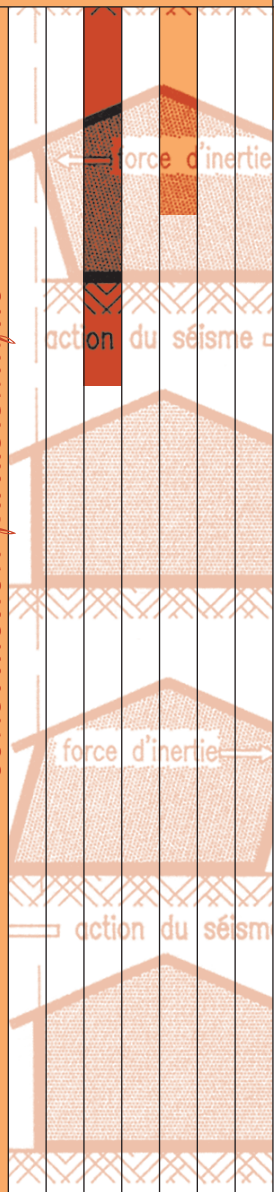 force d'inertie
action du séisme
force d'inertie
action du séism